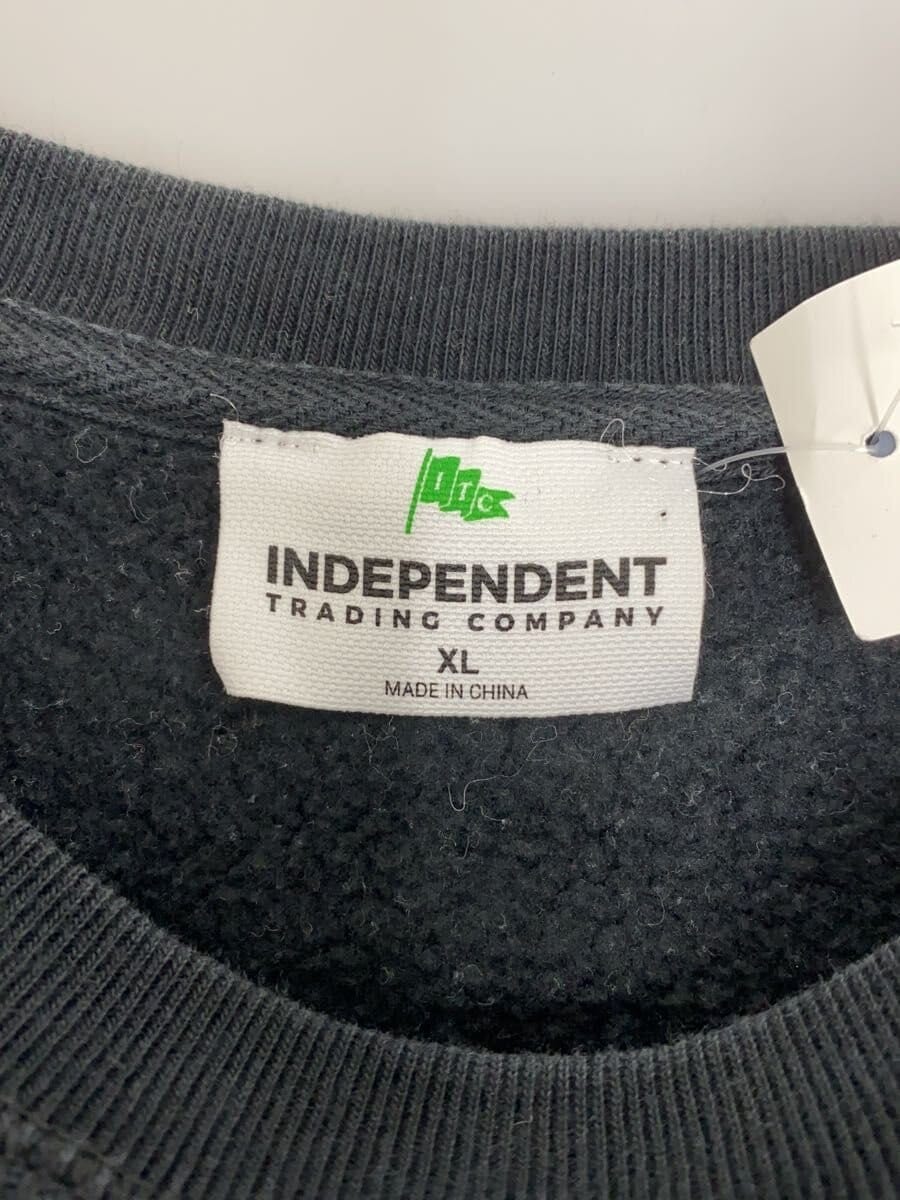 ITC
INDEPENDENT
TRADING COMPANY
XL
MADE IN CHINA